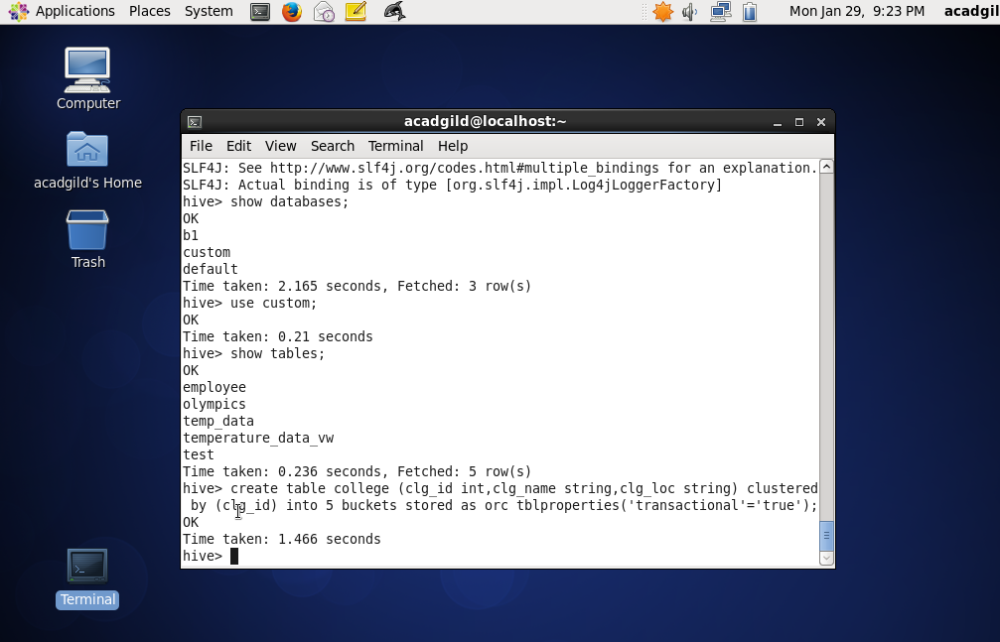 Applications Places System Mon Jan 29, 9:23 PM acadgil
Computer
acadgild's Home
Trash
Terminal
acadgild@localhost:~
File Edit View Search Terminal Help
SLF4J: See http://www.slf4j.org/codes.html#multiple_bindings for an explanation.
SLF4J: Actual binding is of type [org.slf4j.impl.Log4jLoggerFactory]
hive> show databases;
OK
b1
custom
default
Time taken: 2.165 seconds, Fetched: 3 row(s)
hive> use custom;
OK
Time taken: 0.21 seconds
hive> show tables;
OK
employee
olympics
temp_data
temperature_data_vw
test
Time taken: 0.236 seconds, Fetched: 5 row(s)
hive> create table college (clg_id int,clg_name string,clg_loc string) clustered
by (clg_id) into 5 buckets stored as orc tblproperties('transactional'='true');
OK
Time taken: 1.466 seconds
hive>